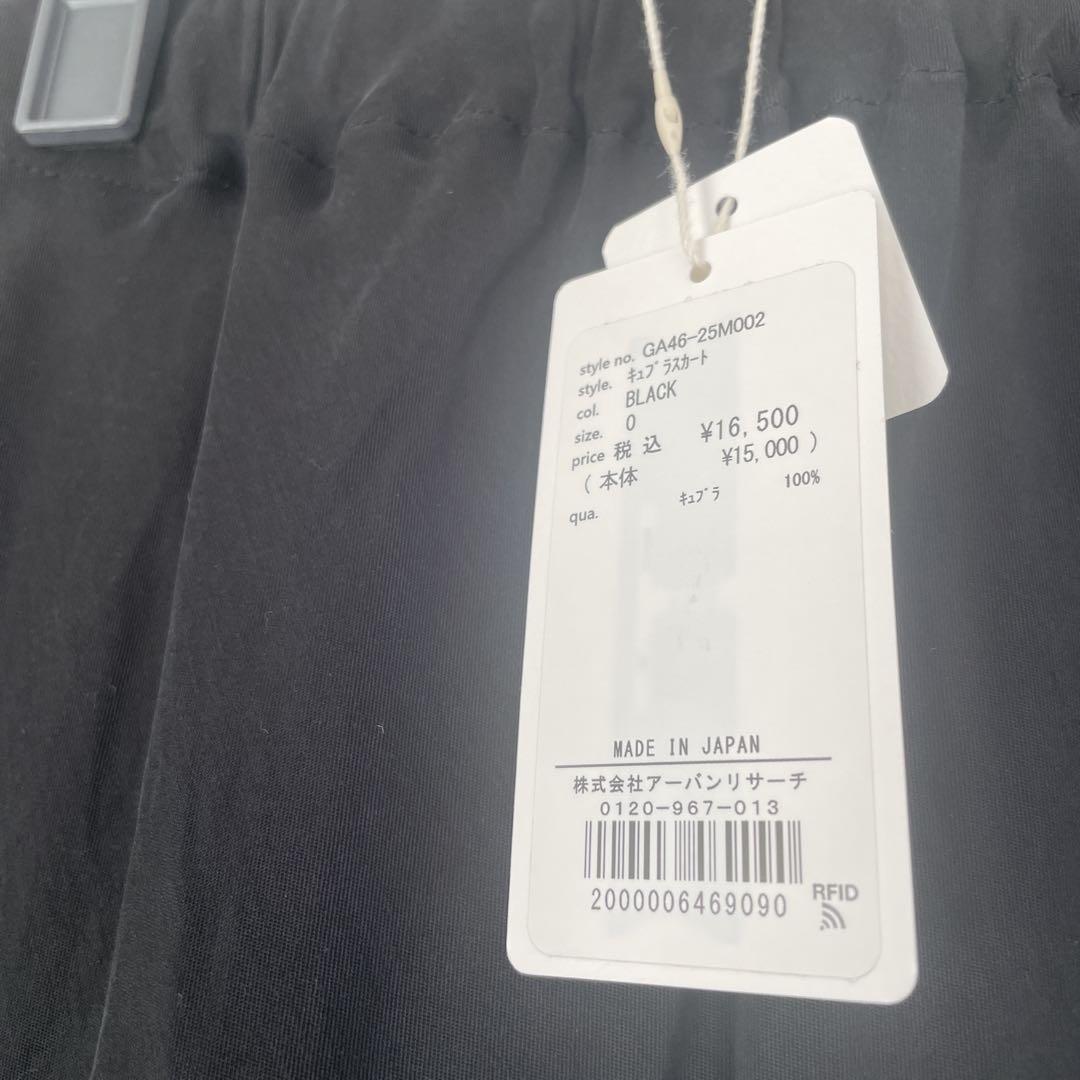 style no. GA46-25M002
style. ｷｭﾌﾟﾗｽｶｰﾄ
col. BLACK
size. 0
price 税込 ¥16,500
(本体 ¥15,000)
qua. ｷｭﾌﾟﾗ 100%
MADE IN JAPAN
株式会社アーバンリサーチ
0120-967-013
2000006469090
RFID